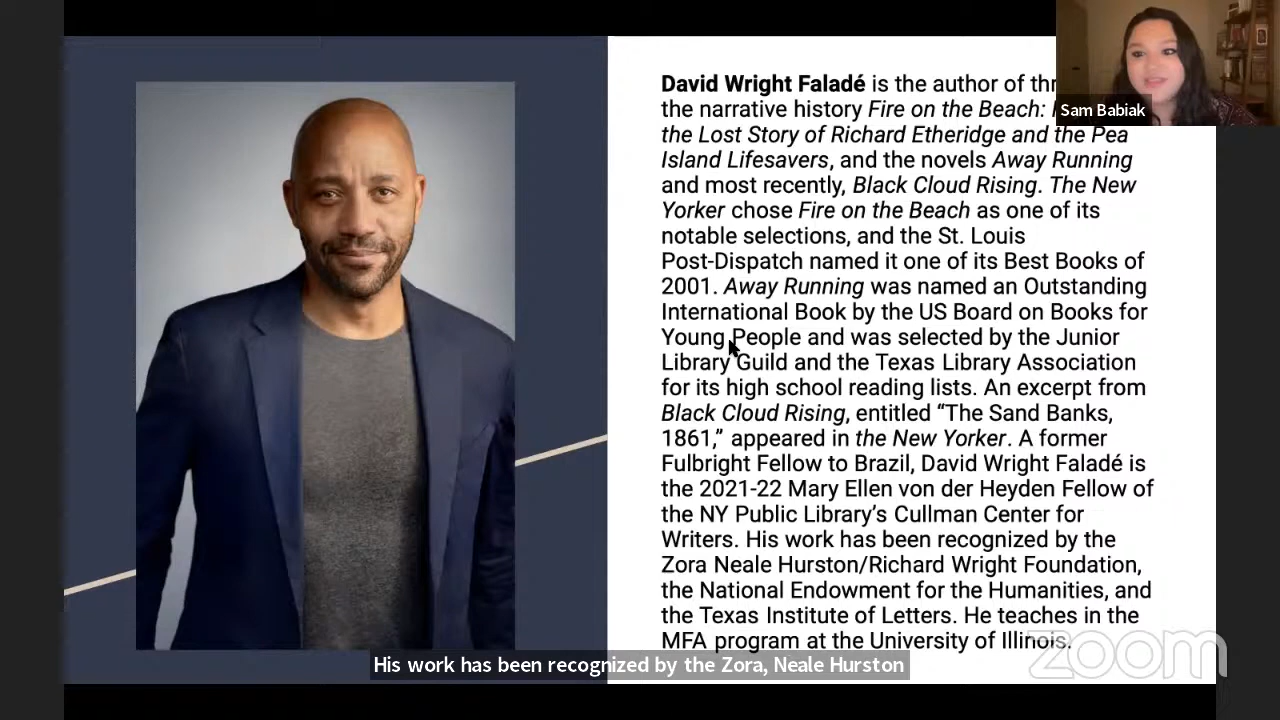 David Wright Faladé is the author of
the narrative history Fire on the Beach:
the Lost Story of Richard Etheridge and the Pea
Island Lifesavers, and the novels Away Running
and most recently, Black Cloud Rising. The New
Yorker chose Fire on the Beach as one of its
notable selections, and the St. Louis
Post-Dispatch named it one of its Best Books of
2001. Away Running was named an Outstanding
International Book by the US Board on Books for
Young People and was selected by the Junior
Library Guild and the Texas Library Association
for its high school reading lists. An excerpt from
Black Cloud Rising, entitled “The Sand Banks,
1861,” appeared in the New Yorker. A former
Fulbright Fellow to Brazil, David Wright Faladé is
the 2021-22 Mary Ellen von der Heyden Fellow of
the NY Public Library’s Cullman Center for
Writers. His work has been recognized by the
Zora Neale Hurston/Richard Wright Foundation,
the National Endowment for the Humanities, and
the Texas Institute of Letters. He teaches in the
MFA program at the University of Illinois.
Sam Babiak
His work has been recognized by the Zora, Neale Hurston
zoom